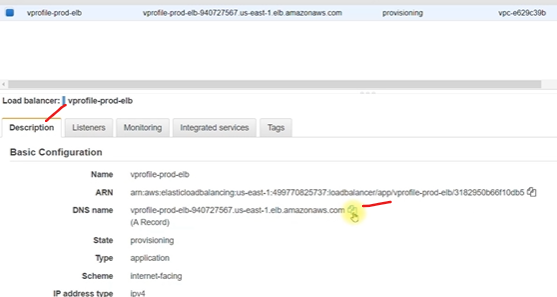 vprofile-prod-elb vprofile-prod-elb-940727567.us-east-1.elb.amazonaws.com provisioning vpc-e629c39b
Load balancer: vprofile-prod-elb
Description Listeners Monitoring Integrated services Tags
Basic Configuration
Name vprofile-prod-elb
ARN arn:aws:elasticloadbalancing:us-east-1:499770825737:loadbalancer/app/vprofile-prod-elb/3182950b66f10db5
DNS name vprofile-prod-elb-940727567.us-east-1.elb.amazonaws.com
(A Record)
State provisioning
Type application
Scheme internet-facing
IP address type ipv4